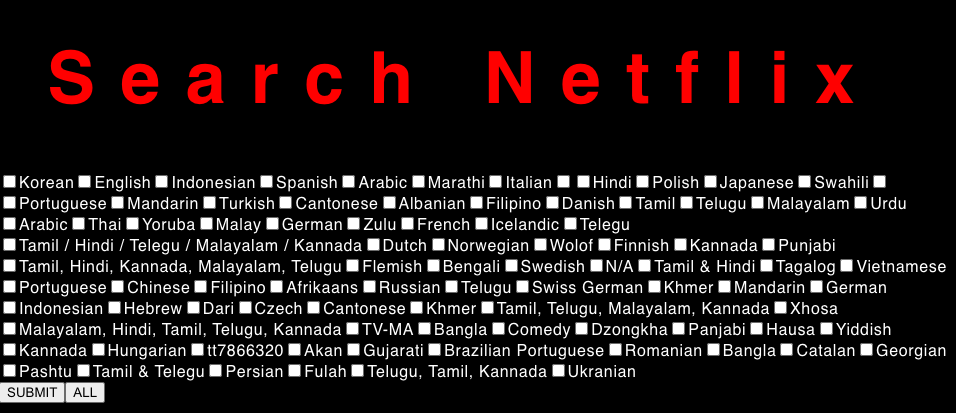 Search Netflix
Korean English Indonesian Spanish Arabic Marathi Italian Hindi Polish Japanese Swahili
Portuguese Mandarin Turkish Cantonese Albanian Filipino Danish Tamil Telugu Malayalam Urdu
Arabic Thai Yoruba Malay German Zulu French Icelandic Telegu
Tamil / Hindi / Telegu / Malayalam / Kannada Dutch Norwegian Wolof Finnish Kannada Punjabi
Tamil, Hindi, Kannada, Malayalam, Telugu Flemish Bengali Swedish N/A Tamil & Hindi Tagalog Vietnamese
Portuguese Chinese Filipino Afrikaans Russian Telugu Swiss German Khmer Mandarin German
Indonesian Hebrew Dari Czech Cantonese Khmer Tamil, Telugu, Malayalam, Kannada Xhosa
Malayalam, Hindi, Tamil, Telugu, Kannada TV-MA Bangla Comedy Dzongkha Panjabi Hausa Yiddish
Kannada Hungarian tt7866320 Akan Gujarati Brazilian Portuguese Romanian Bangla Catalan Georgian
Pashtu Tamil & Telegu Persian Fulah Telugu, Tamil, Kannada Ukranian
SUBMIT ALL